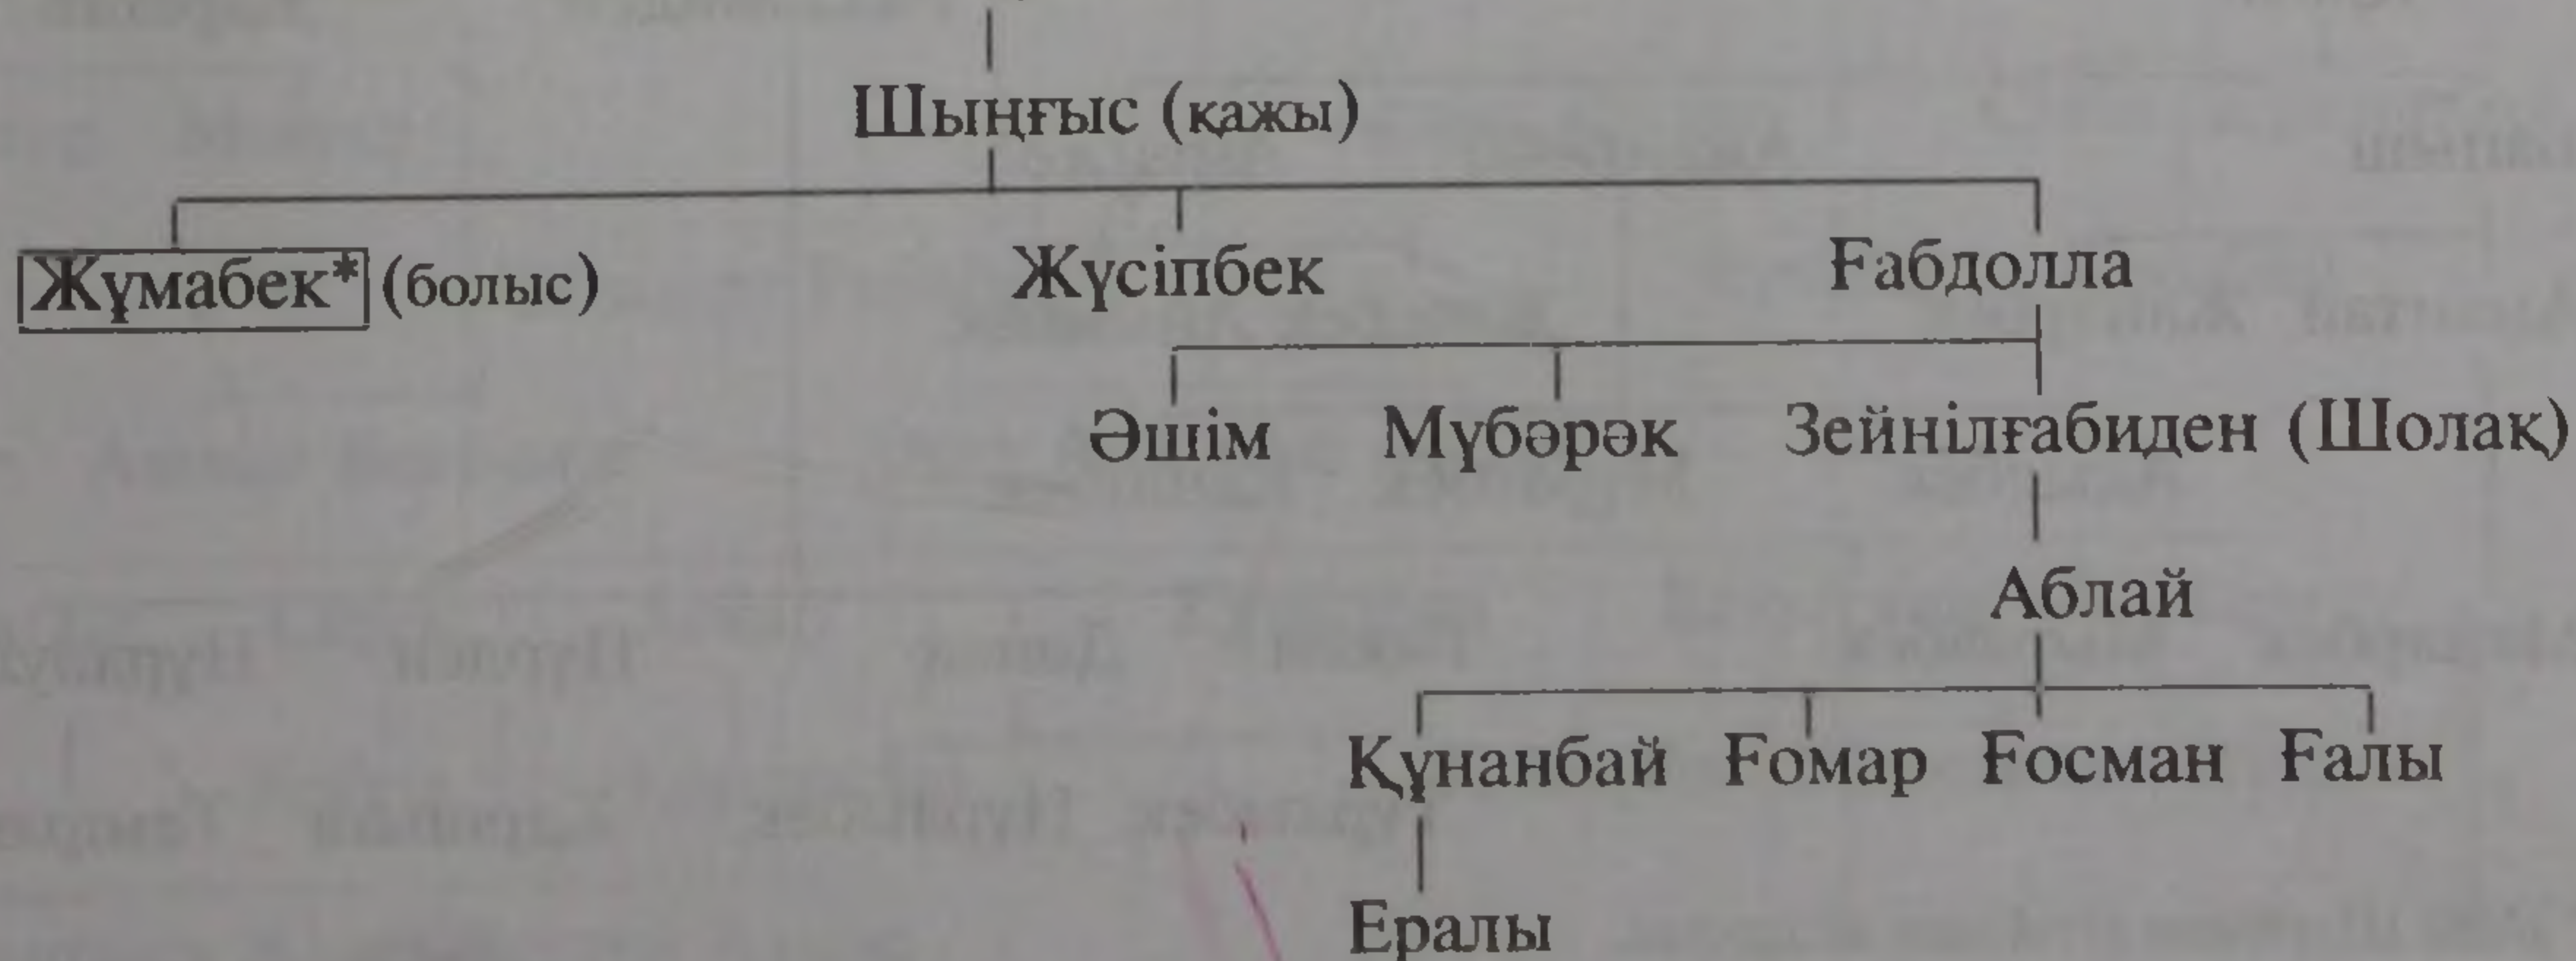 Шыңғыс (қажы)
Жұмабек* (болыс) Жүсіпбек Ғабдолла
Әшім Мүбәрәк Зейнілғабиден (Шолақ)
Аблай
Құнанбай Ғомар Ғосман Ғалы
Ералы